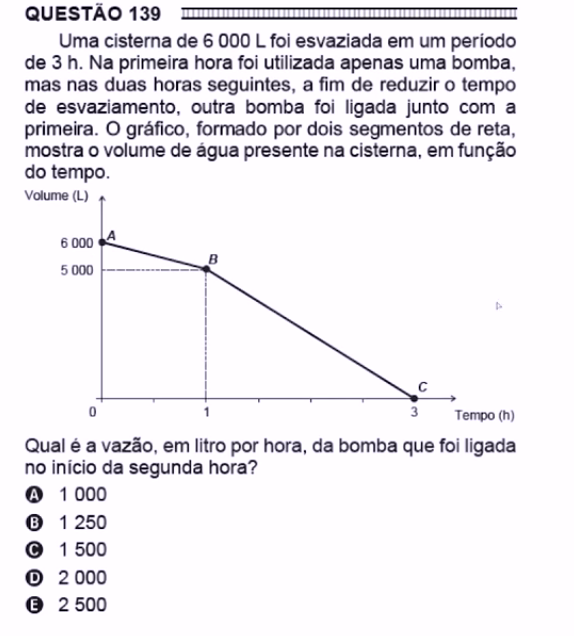 QUESTÃO 139
Uma cisterna de 6 000 L foi esvaziada em um período
de 3 h. Na primeira hora foi utilizada apenas uma bomba,
mas nas duas horas seguintes, a fim de reduzir o tempo
de esvaziamento, outra bomba foi ligada junto com a
primeira. O gráfico, formado por dois segmentos de reta,
mostra o volume de água presente na cisterna, em função
do tempo.
Volume (L)
A
6 000
B
5 000
C
0 1 3 Tempo (h)
Qual é a vazão, em litro por hora, da bomba que foi ligada
no início da segunda hora?
A 1 000
B 1 250
C 1 500
D 2 000
E 2 500